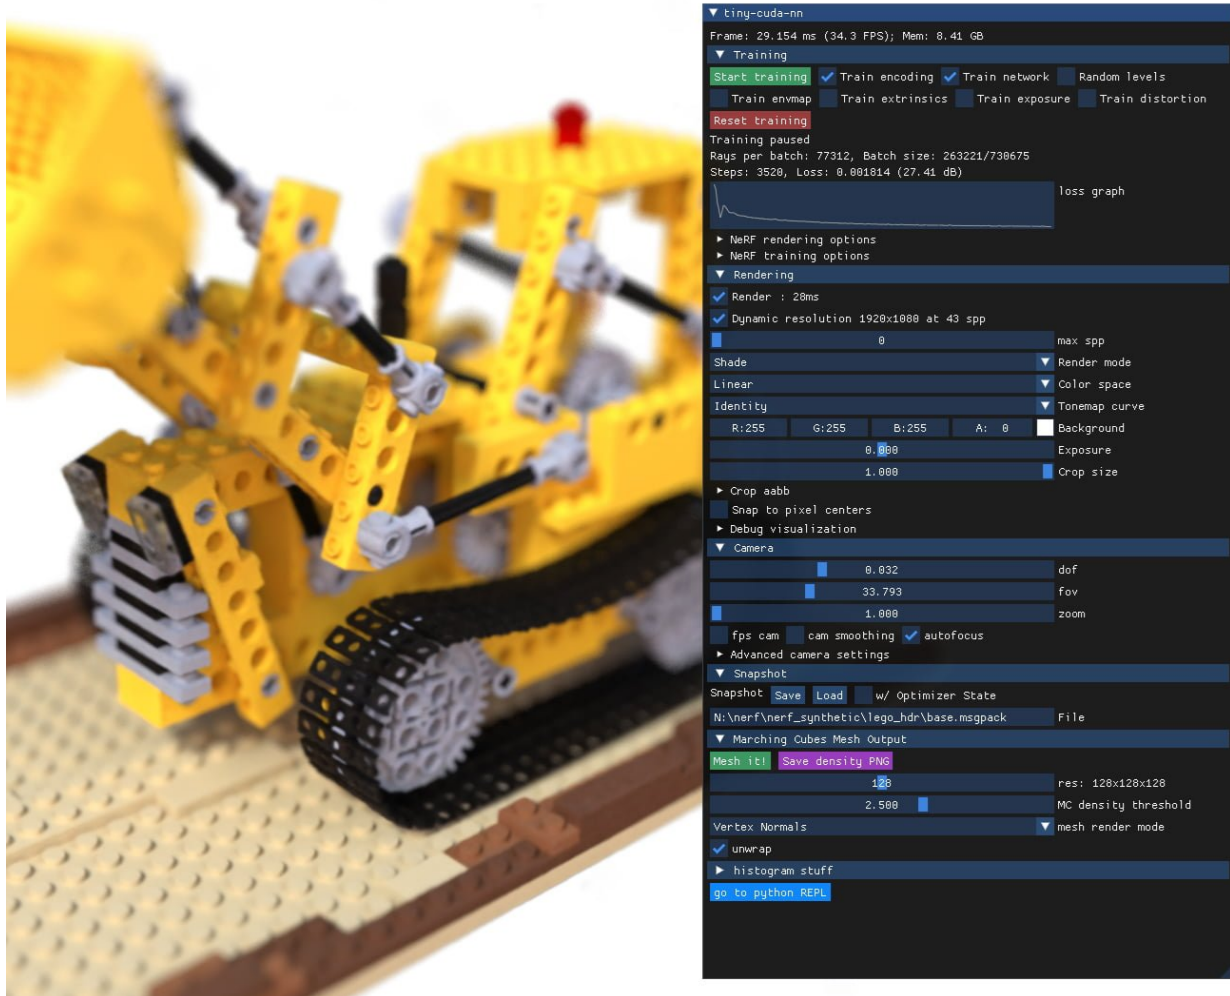 tiny-cuda-nn
Frame: 29.154 ms (34.3 FPS); Mem: 8.41 GB
Training
Start training Train encoding Train network Random levels
Train envmap Train extrinsics Train exposure Train distortion
Reset training
Training paused
Rays per batch: 77312, Batch size: 263221/730675
Steps: 3520, Loss: 0.001814 (27.41 dB)
loss graph
NeRF rendering options
NeRF training options
Rendering
Render : 28ms
Dynamic resolution 1920x1080 at 43 spp
0 max spp
Shade Render mode
Linear Color space
Identity Tonemap curve
R:255 G:255 B:255 A: 0 Background
0.000 Exposure
1.000 Crop size
Crop aabb
Snap to pixel centers
Debug visualization
Camera
0.032 dof
33.793 fov
1.000 zoom
fps cam cam smoothing autofocus
Advanced camera settings
Snapshot
Snapshot Save Load w/ Optimizer State
N:\nerf\nerf_synthetic\lego_hdr\base.msgpack File
Marching Cubes Mesh Output
Mesh it! Save density PNG
128 res: 128x128x128
2.500 MC density threshold
Vertex Normals mesh render mode
unwrap
histogram stuff
go to python REPL